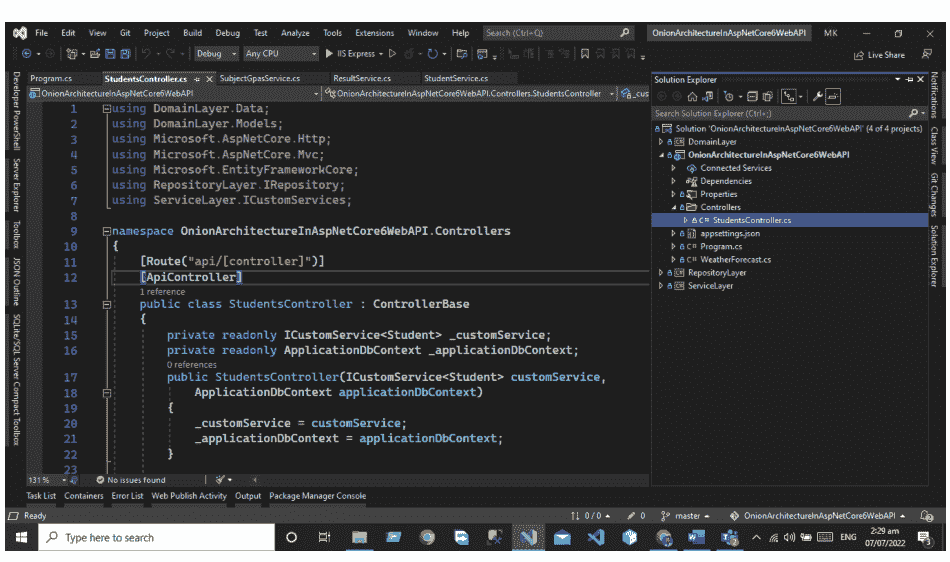 File Edit View Git Project Build Debug Test Analyze Tools Extensions Window Help Search (Ctrl+Q) OnionArchitectureInAspNetCore6WebAPI MK
Debug Any CPU IIS Express Live Share
Program.cs StudentsController.cs SubjectGpasService.cs ResultService.cs StudentService.cs
OnionArchitectureInAspNetCore6WebAPI OnionArchitectureInAspNetCore6WebAPI.Controllers.StudentsController _cus
1 using DomainLayer.Data;
2 using DomainLayer.Models;
3 using Microsoft.AspNetCore.Http;
4 using Microsoft.AspNetCore.Mvc;
5 using Microsoft.EntityFrameworkCore;
6 using RepositoryLayer.IRepository;
7 using ServiceLayer.ICustomServices;
8
9 namespace OnionArchitectureInAspNetCore6WebAPI.Controllers
10 {
11 [Route("api/[controller]")]
12 [ApiController]
1 reference
13 public class StudentsController : ControllerBase
14 {
15 private readonly ICustomService<Student> _customService;
16 private readonly ApplicationDbContext _applicationDbContext;
0 references
17 public StudentsController(ICustomService<Student> customService,
18 ApplicationDbContext applicationDbContext)
19 {
20 _customService = customService;
21 _applicationDbContext = applicationDbContext;
22 }
23
131 % No issues found
Task List Containers Error List Web Publish Activity Output Package Manager Console
Solution Explorer
Search Solution Explorer (Ctrl+;)
Solution 'OnionArchitectureInAspNetCore6WebAPI' (4 of 4 projects)
DomainLayer
OnionArchitectureInAspNetCore6WebAPI
Connected Services
Dependencies
Properties
Controllers
C# StudentsController.cs
appsettings.json
C# Program.cs
C# WeatherForecast.cs
RepositoryLayer
ServiceLayer
Developer PowerShell
Server Explorer
Toolbox
JSON Outline
SQLite/SQL Server Compact Toolbox
Notifications
Class View
Git Changes
Solution Explorer
Ready 0 / 0 0 master OnionArchitectureInAspNetCore6WebAPI
Type here to search ENG 2:29 am
07/07/2022 3